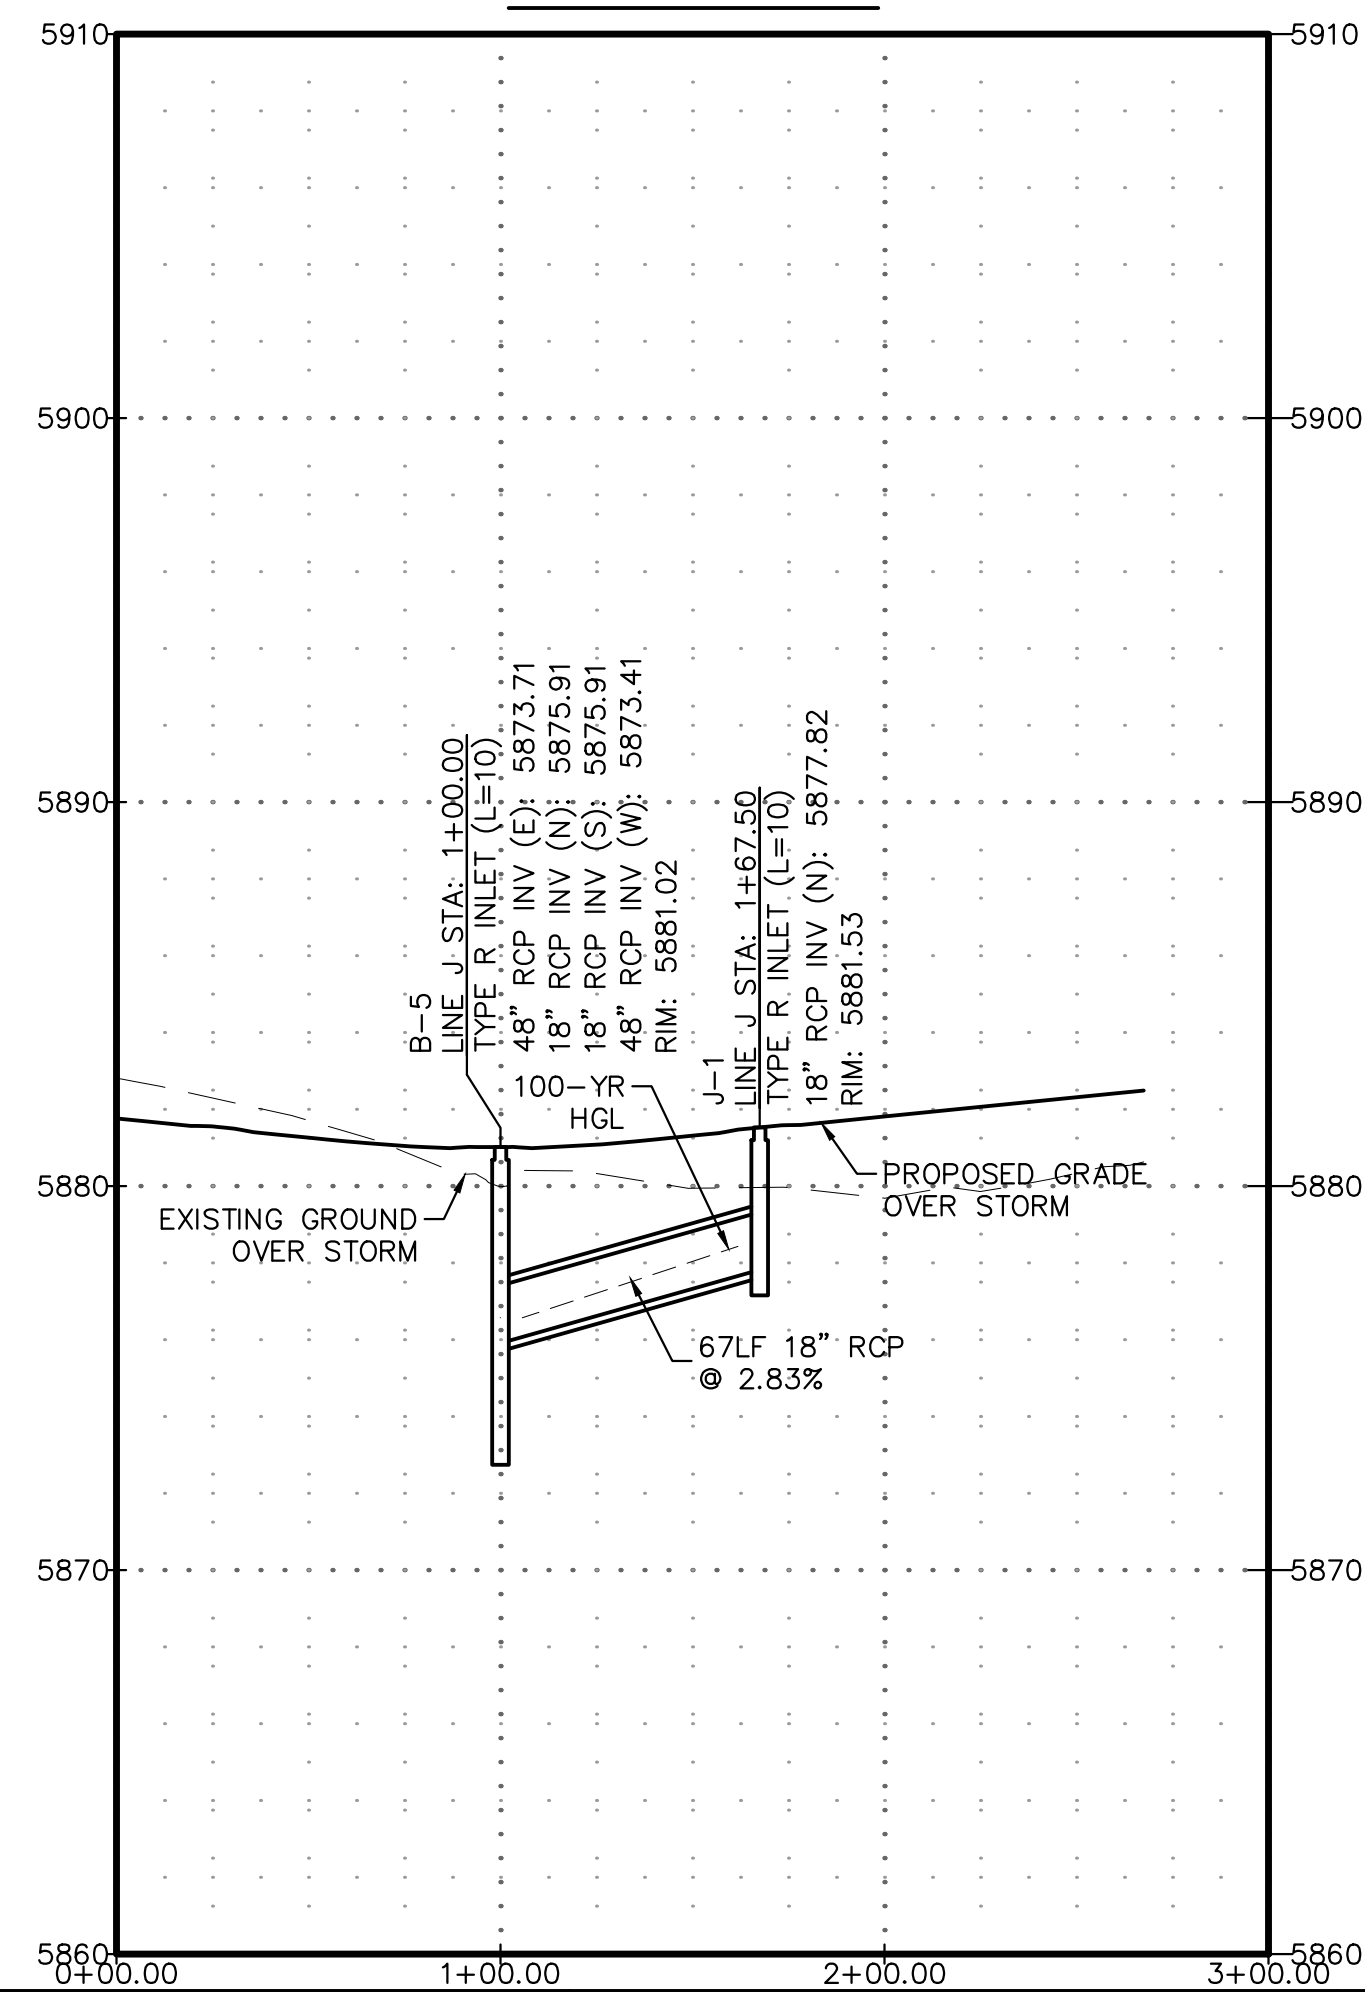 5910
5910
5900
5900
5890
5890
B-5
LINE J STA: 1+00.00
TYPE R INLET (L=10)
48" RCP INV (E): 5873.71
18" RCP INV (N): 5875.91
18" RCP INV (S): 5875.91
48" RCP INV (W): 5873.41
RIM: 5881.02
J-1
LINE J STA: 1+67.50
TYPE R INLET (L=10)
18" RCP INV (N): 5877.82
RIM: 5881.53
100-YR
HGL
PROPOSED GRADE
OVER STORM
5880
5880
EXISTING GROUND
OVER STORM
67LF 18" RCP
@ 2.83%
5870
5870
5860
5860
0+00.00
1+00.00
2+00.00
3+00.00